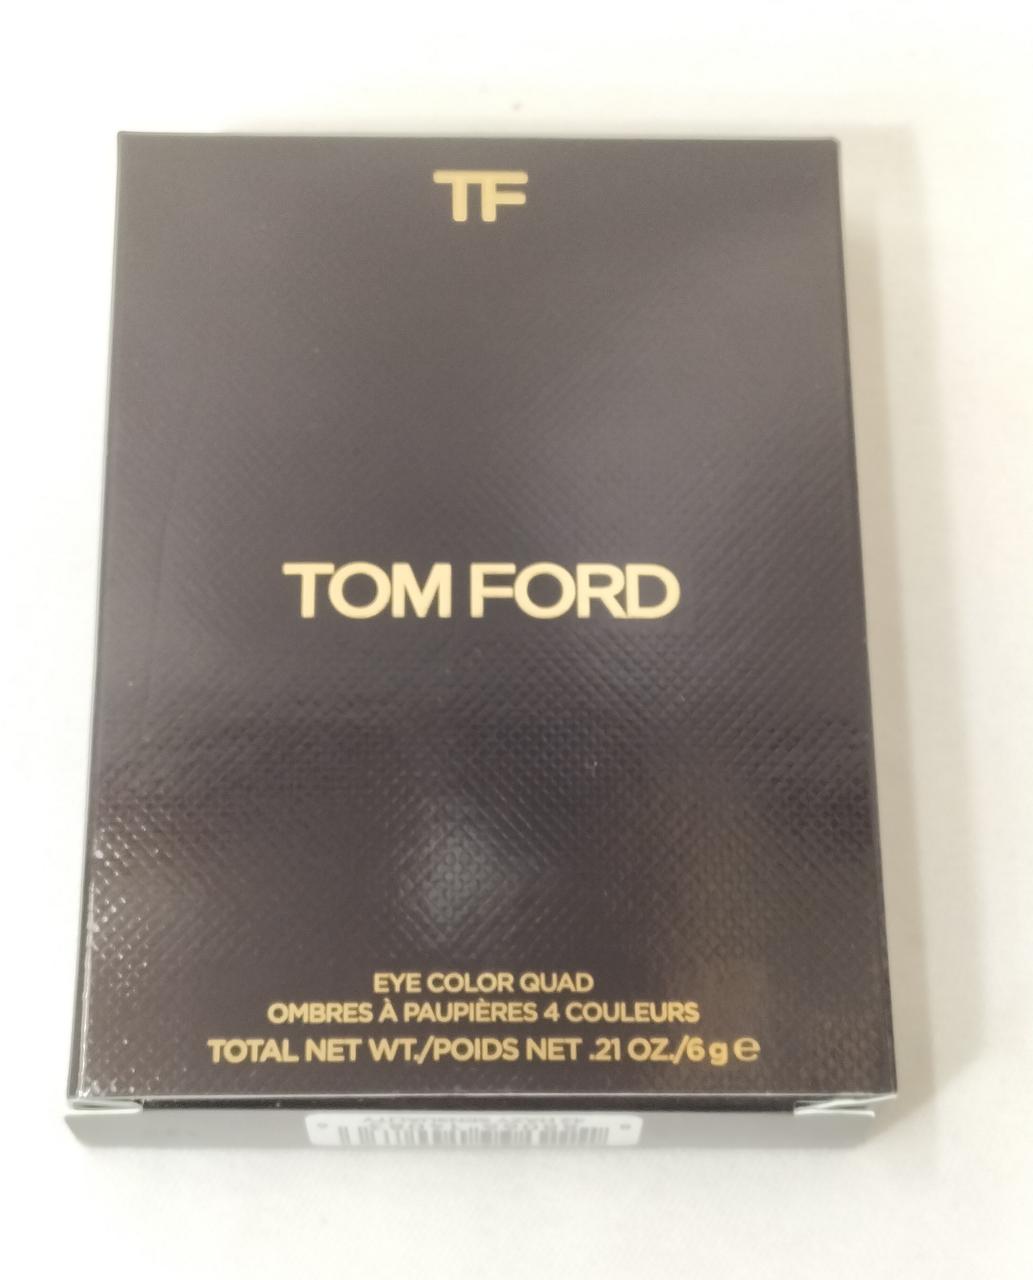 TF
TOM FORD
EYE COLOR QUAD
OMBRES À PAUPIÈRES 4 COULEURS
TOTAL NET WT./POIDS NET .21 OZ./6 g ℮